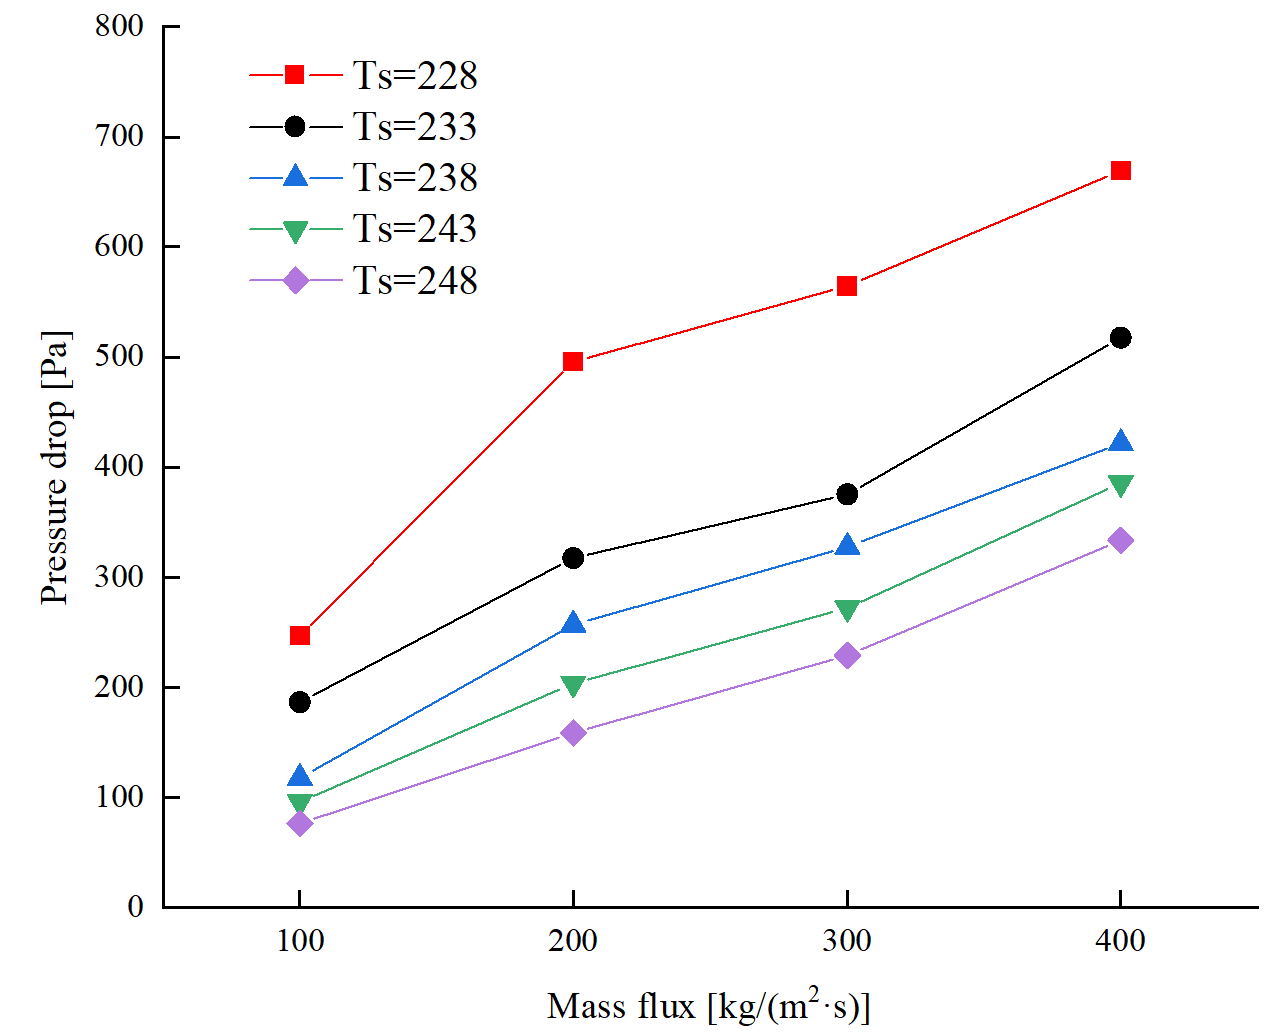 800
700
600
500
400
300
200
100
0
Pressure drop [Pa]
Ts=228
Ts=233
Ts=238
Ts=243
Ts=248
100 200 300 400
Mass flux [kg/(m²·s)]